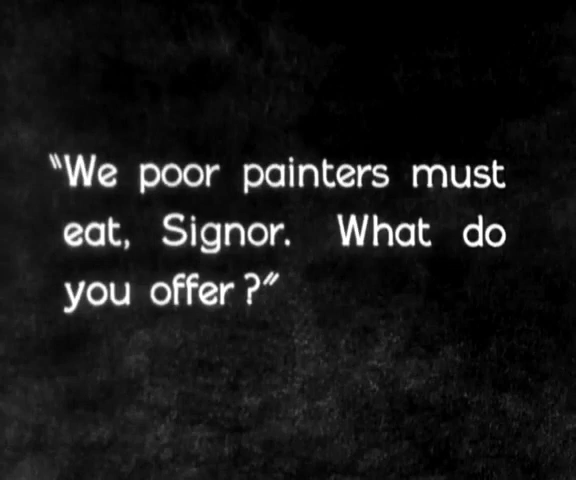 "We poor painters must
eat, Signor. What do
you offer?"